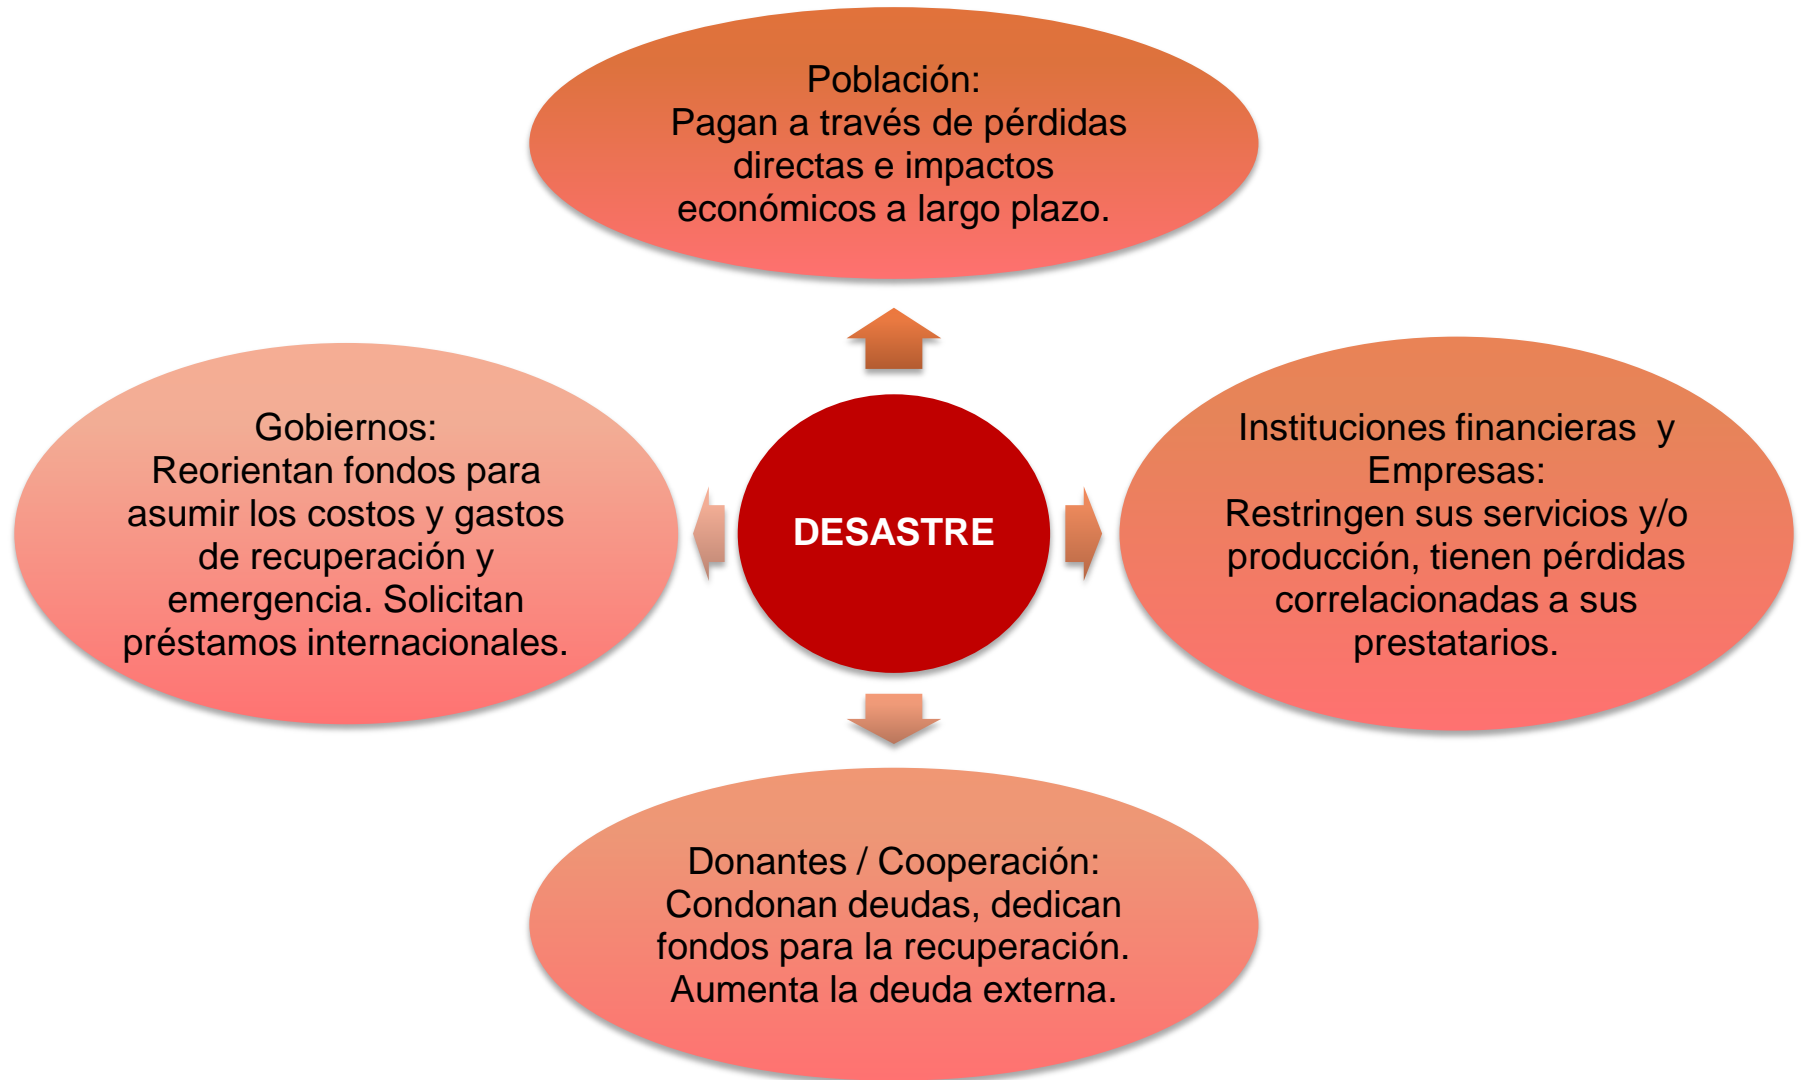 Población:
Pagan a través de pérdidas
directas e impactos
económicos a largo plazo.
Gobiernos:
Reorientan fondos para
asumir los costos y gastos
de recuperación y
emergencia. Solicitan
préstamos internacionales.
DESASTRE
Instituciones financieras  y
Empresas:
Restringen sus servicios y/o
producción, tienen pérdidas
correlacionadas a sus
prestatarios.
Donantes / Cooperación:
Condonan deudas, dedican
fondos para la recuperación.
Aumenta la deuda externa.